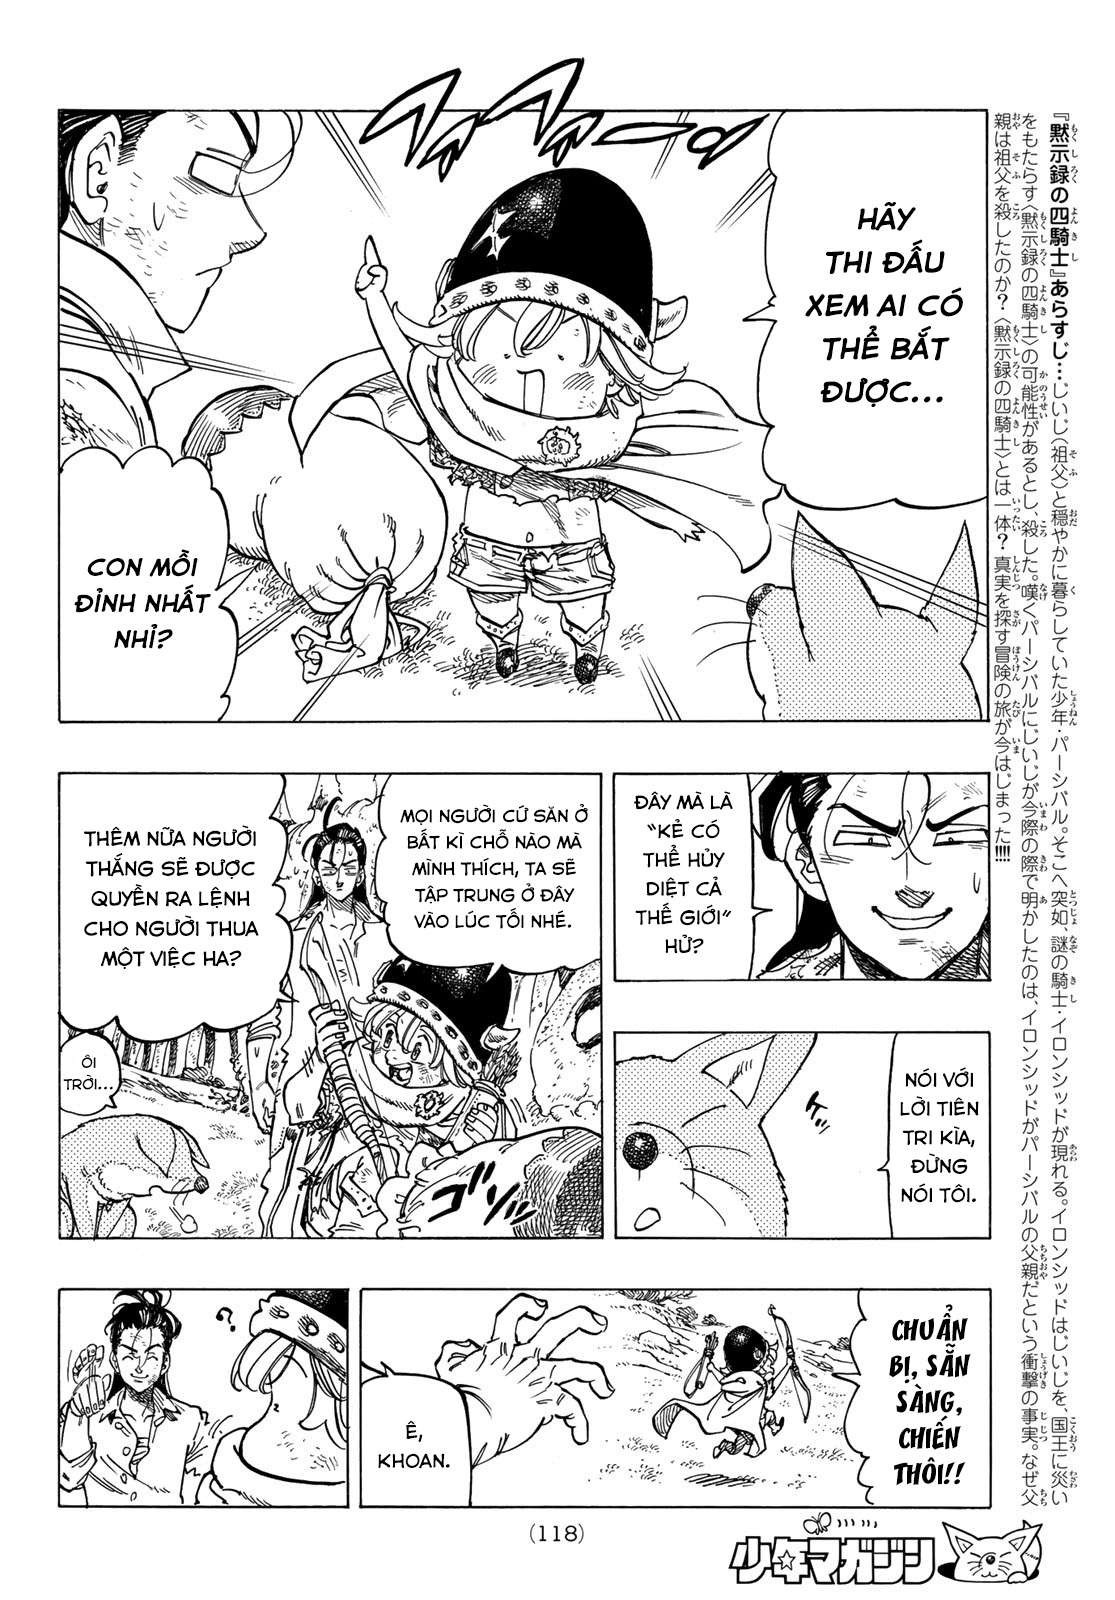 HÃY
THI ĐẤU
XEM AI CÓ
THỂ BẮT
ĐƯỢC...
CON MỒI
ĐỈNH NHẤT
NHỈ?
ĐÂY MÀ LÀ
"KẺ CÓ
THỂ HỦY
DIỆT CẢ
THẾ GIỚI"
HỬ?
MỌI NGƯỜI CỨ SĂN Ở
BẤT KÌ CHỖ NÀO MÀ
MÌNH THÍCH, TA SẼ
TẬP TRUNG Ở ĐÂY
VÀO LÚC TỐI NHÉ.
THÊM NỮA NGƯỜI
THẮNG SẼ ĐƯỢC
QUYỀN RA LỆNH
CHO NGƯỜI THUA
MỘT VIỆC HA?
ÔI
TRỜI...
NÓI VỚI
LỜI TIÊN
TRI KÌA,
ĐỪNG
NÓI TÔI.
CHUẨN
BỊ, SẴN
SÀNG,
CHIẾN
THÔI!!
Ê,
KHOAN.
?
『黙示録の四騎士』あらすじ…じいじ(祖父)と穏やかに暮らしていた少年・パーシバル。そこへ突如、謎の騎士・イロンシッドが現れる。イロンシッドはじいじを、国王に災い
をもたらす〈黙示録の四騎士〉の可能性があるとし、殺した。嘆くパーシバルにじいじが今際の際で明かしたのは、イロンシッドがパーシバルの父親だという衝撃の事実。なぜ父
親は祖父を殺したのか?〈黙示録の四騎士〉とは一体?真実を探す冒険の旅が今はじまった!!!!
(118)
少年マガジン